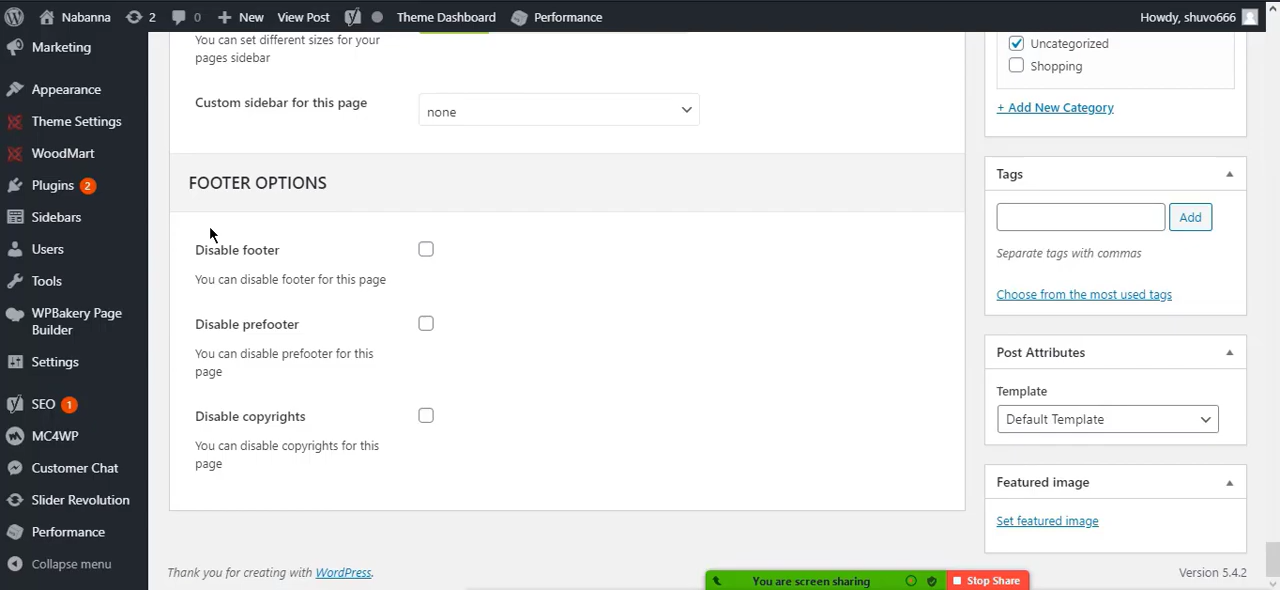 Nabanna 2 0 New View Post Theme Dashboard Performance Howdy, shuvo666
Marketing
Appearance
Theme Settings
WoodMart
Plugins 2
Sidebars
Users
Tools
WPBakery Page
Builder
Settings
SEO 1
MC4WP
Customer Chat
Slider Revolution
Performance
Collapse menu
You can set different sizes for your
pages sidebar
Custom sidebar for this page
none
FOOTER OPTIONS
Disable footer
You can disable footer for this page
Disable prefooter
You can disable prefooter for this
page
Disable copyrights
You can disable copyrights for this
page
Uncategorized
Shopping
+ Add New Category
Tags
Add
Separate tags with commas
Choose from the most used tags
Post Attributes
Template
Default Template
Featured image
Set featured image
Thank you for creating with WordPress.
Version 5.4.2
You are screen sharing Stop Share